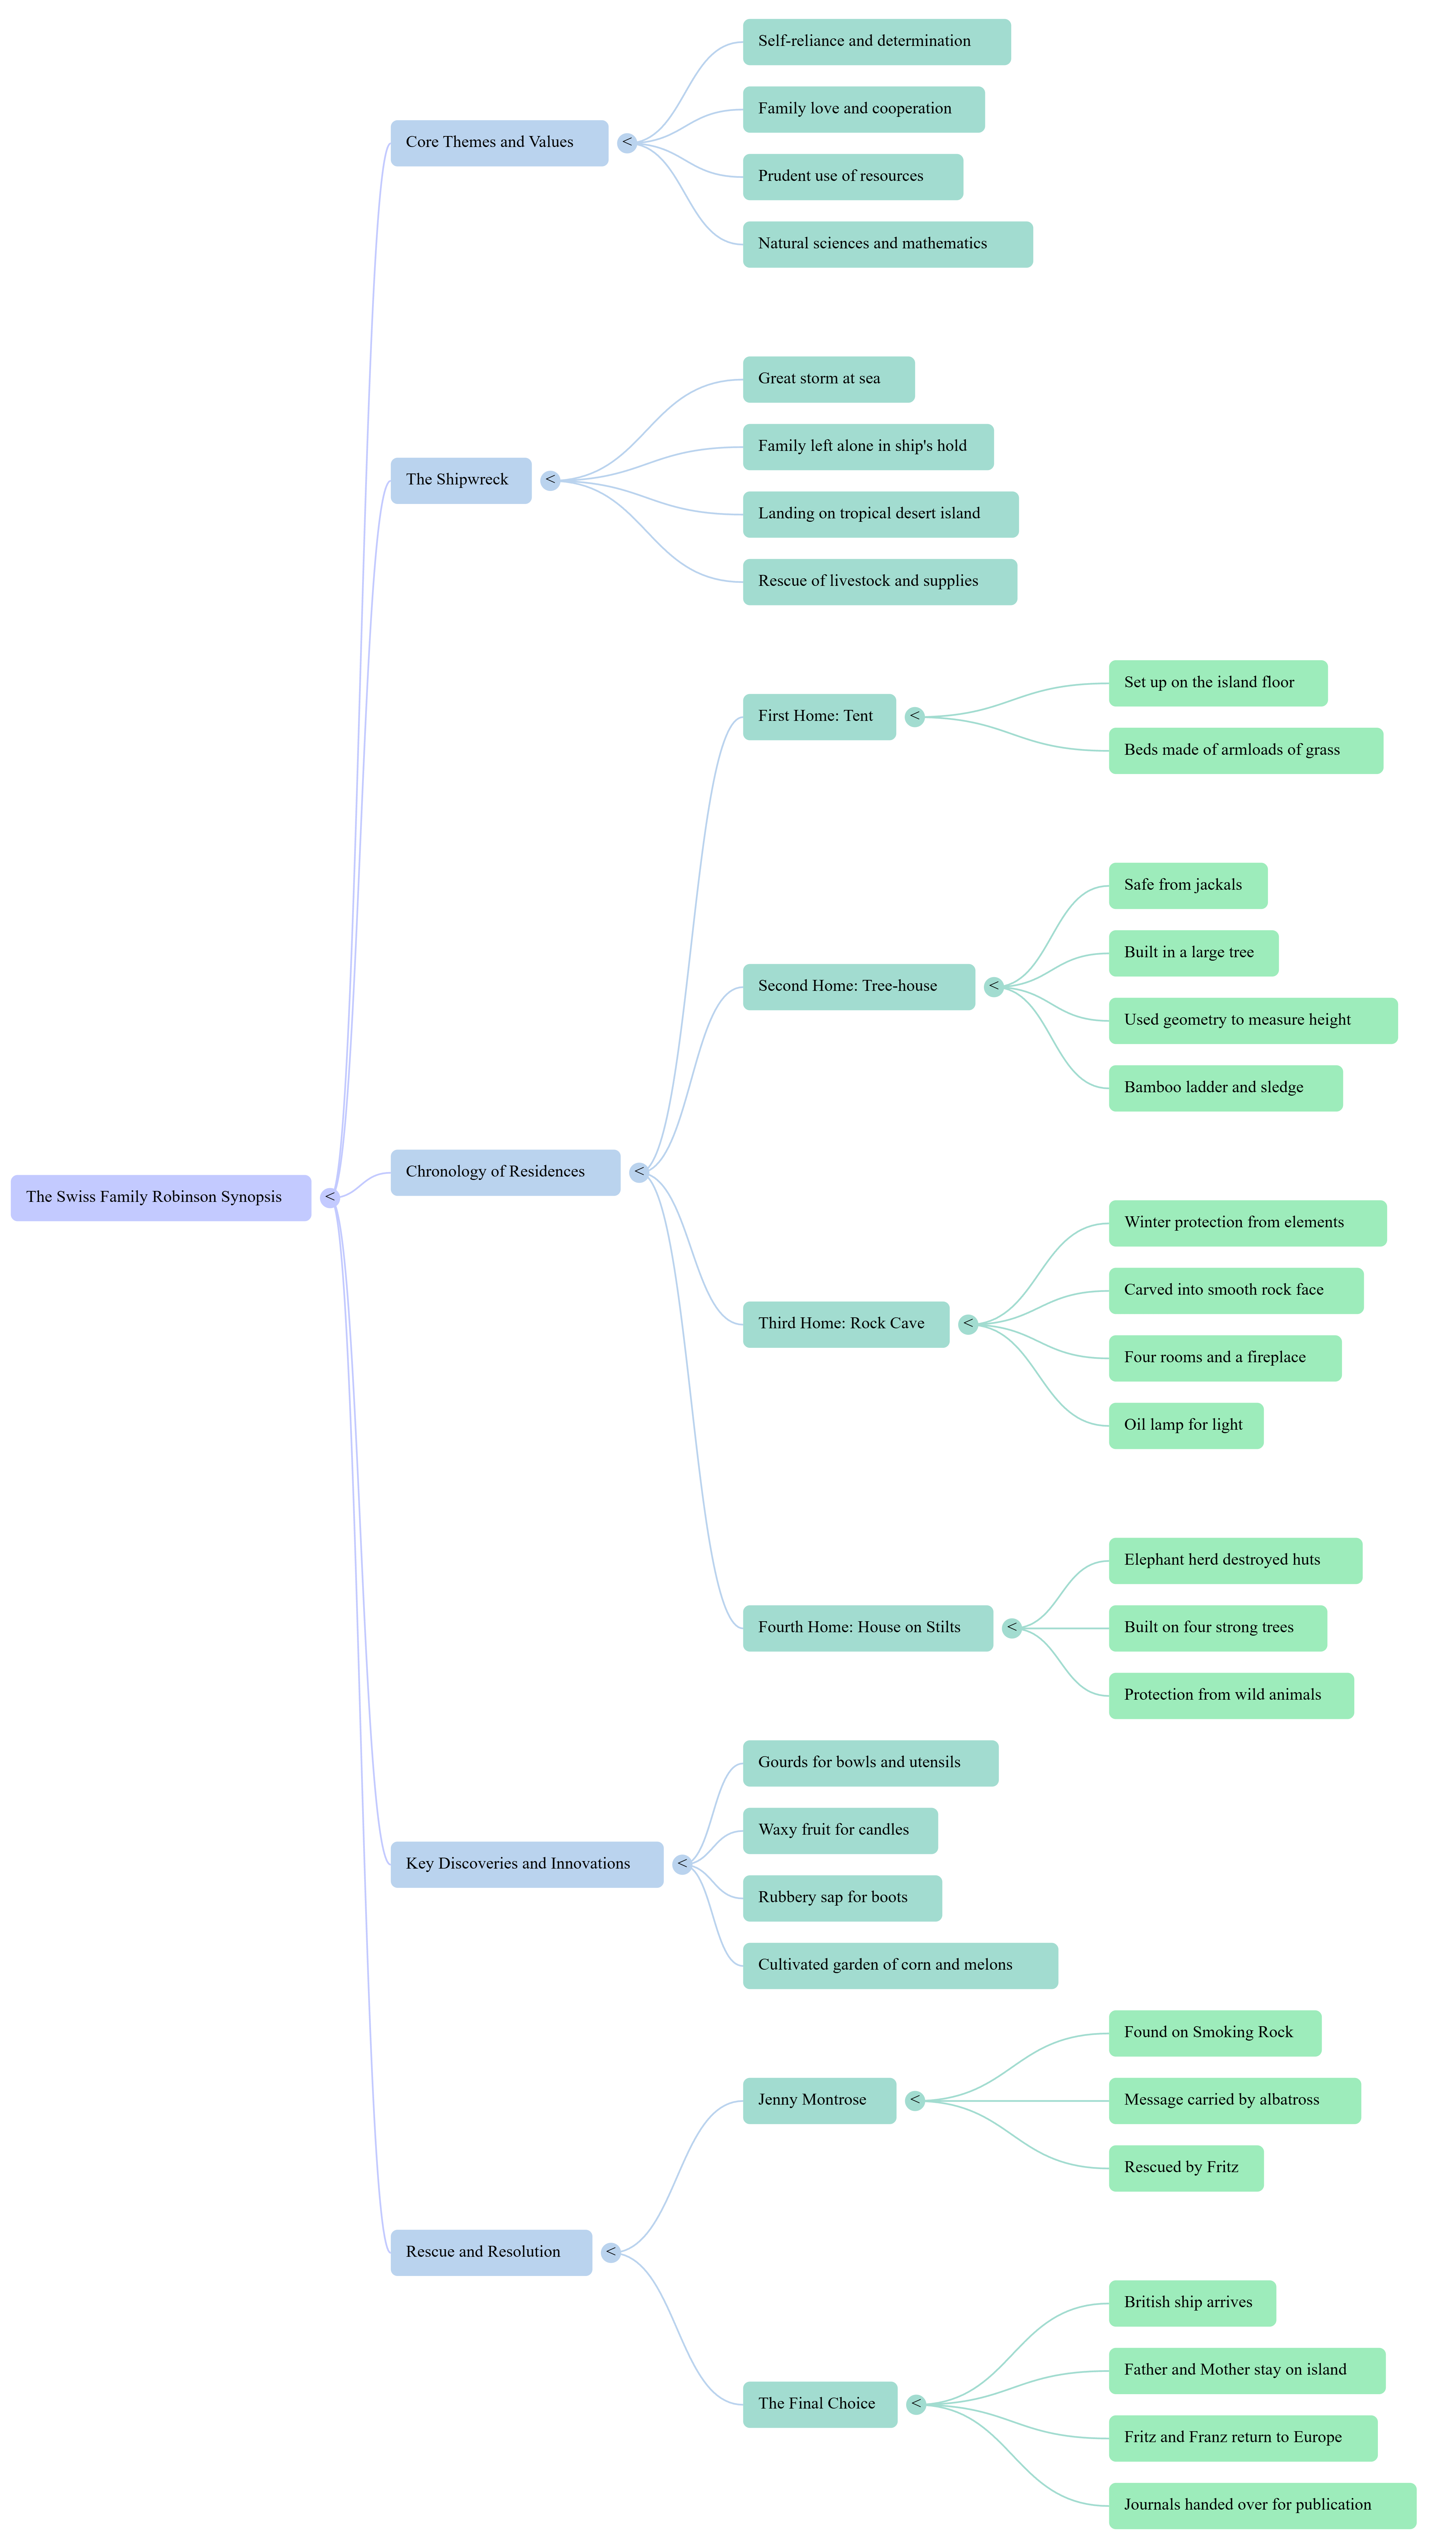 The Swiss Family Robinson Synopsis
<
Core Themes and Values
<
Self-reliance and determination
Family love and cooperation
Prudent use of resources
Natural sciences and mathematics
The Shipwreck
<
Great storm at sea
Family left alone in ship's hold
Landing on tropical desert island
Rescue of livestock and supplies
Chronology of Residences
<
First Home: Tent
<
Set up on the island floor
Beds made of armloads of grass
Second Home: Tree-house
<
Safe from jackals
Built in a large tree
Used geometry to measure height
Bamboo ladder and sledge
Third Home: Rock Cave
<
Winter protection from elements
Carved into smooth rock face
Four rooms and a fireplace
Oil lamp for light
Fourth Home: House on Stilts
<
Elephant herd destroyed huts
Built on four strong trees
Protection from wild animals
Key Discoveries and Innovations
<
Gourds for bowls and utensils
Waxy fruit for candles
Rubbery sap for boots
Cultivated garden of corn and melons
Rescue and Resolution
<
Jenny Montrose
<
Found on Smoking Rock
Message carried by albatross
Rescued by Fritz
The Final Choice
<
British ship arrives
Father and Mother stay on island
Fritz and Franz return to Europe
Journals handed over for publication